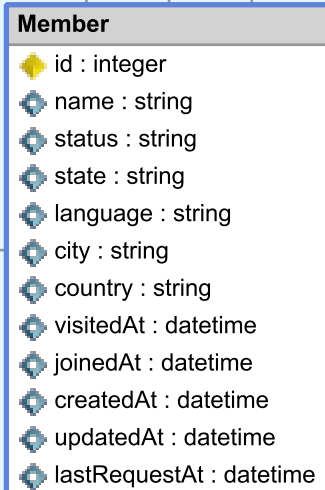 Member
id : integer
name : string
status : string
state : string
language : string
city : string
country : string
visitedAt : datetime
joinedAt : datetime
createdAt : datetime
updatedAt : datetime
lastRequestAt : datetime